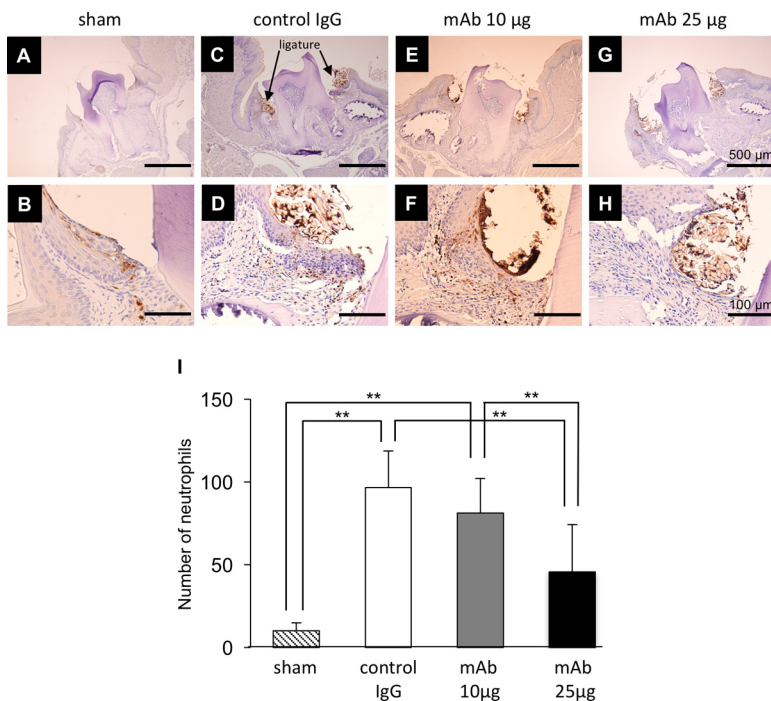 sham control IgG mAb 10 µg mAb 25 µg
A C ligature E G
500 µm
B D F H
100 µm
I
150
100
50
0
Number of neutrophils
** **
** **
sham control mAb mAb
IgG 10µg 25µg